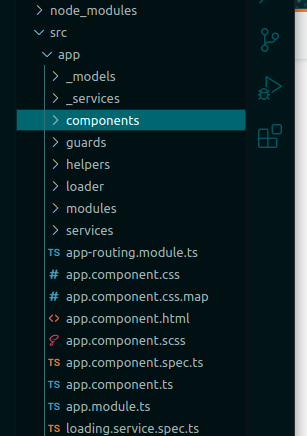 node_modules
src
app
_models
_services
components
guards
helpers
loader
modules
services
TS app-routing.module.ts
# app.component.css
app.component.css.map
<> app.component.html
app.component.scss
TS app.component.spec.ts
TS app.component.ts
TS app.module.ts
TS loading.service.spec.ts